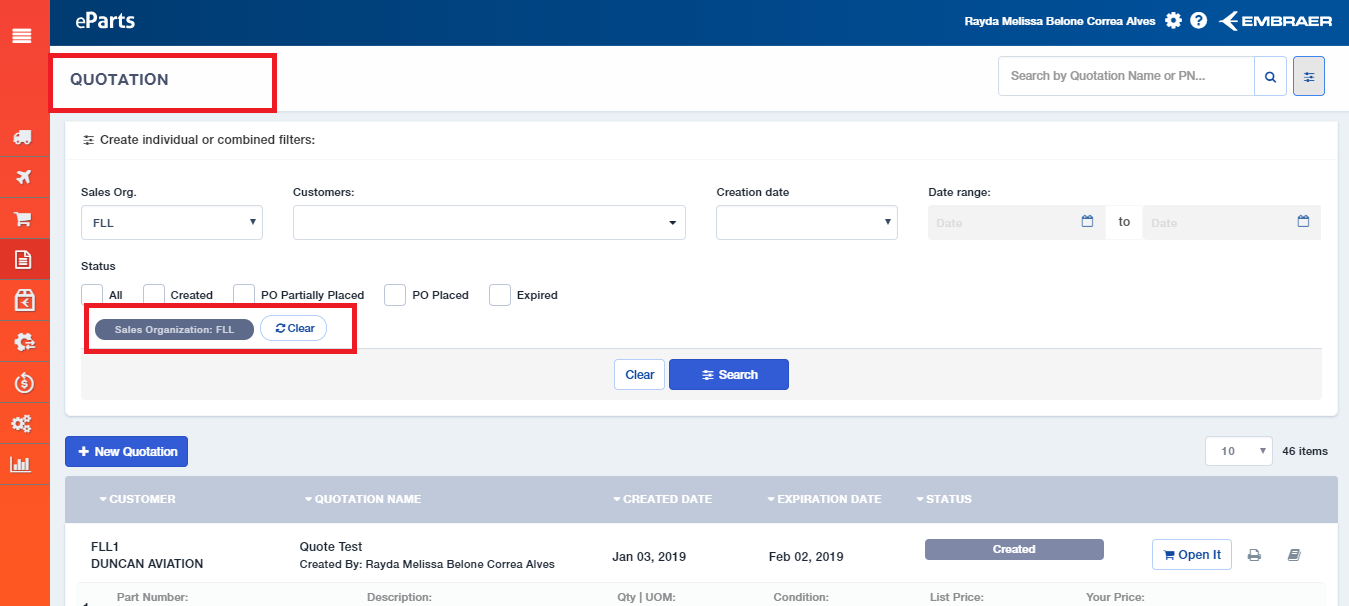 eParts
Rayda Melissa Belone Correa Alves
EMBRAER
QUOTATION
Search by Quotation Name or PN...
Create individual or combined filters:
Sales Org.
Customers:
Creation date
Date range:
FLL
Date
to
Date
Status
All
Created
PO Partially Placed
PO Placed
Expired
Sales Organization: FLL
Clear
Clear
Search
New Quotation
10
46 items
CUSTOMER
QUOTATION NAME
CREATED DATE
EXPIRATION DATE
STATUS
FLL1
DUNCAN AVIATION
Quote Test
Created By: Rayda Melissa Belone Correa Alves
Jan 03, 2019
Feb 02, 2019
Created
Open It
Part Number:
Description:
Qty | UOM:
Condition:
List Price:
Your Price: